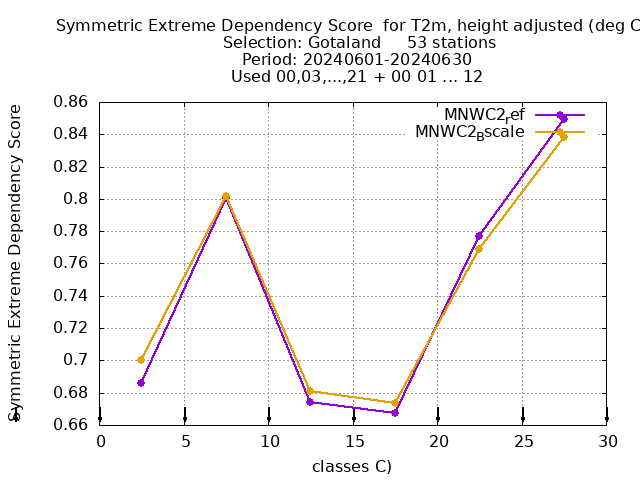 Symmetric Extreme Dependency Score for T2m, height adjusted (deg C
Selection: Gotaland 53 stations
Period: 20240601-20240630
Used 00,03,...,21 + 00 01 ... 12
MNWC2ref
MNWC2Bscale
Symmetric Extreme Dependency Score
0.86
0.84
0.82
0.8
0.78
0.76
0.74
0.72
0.7
0.68
0.66
0 5 10 15 20 25 30
classes C)